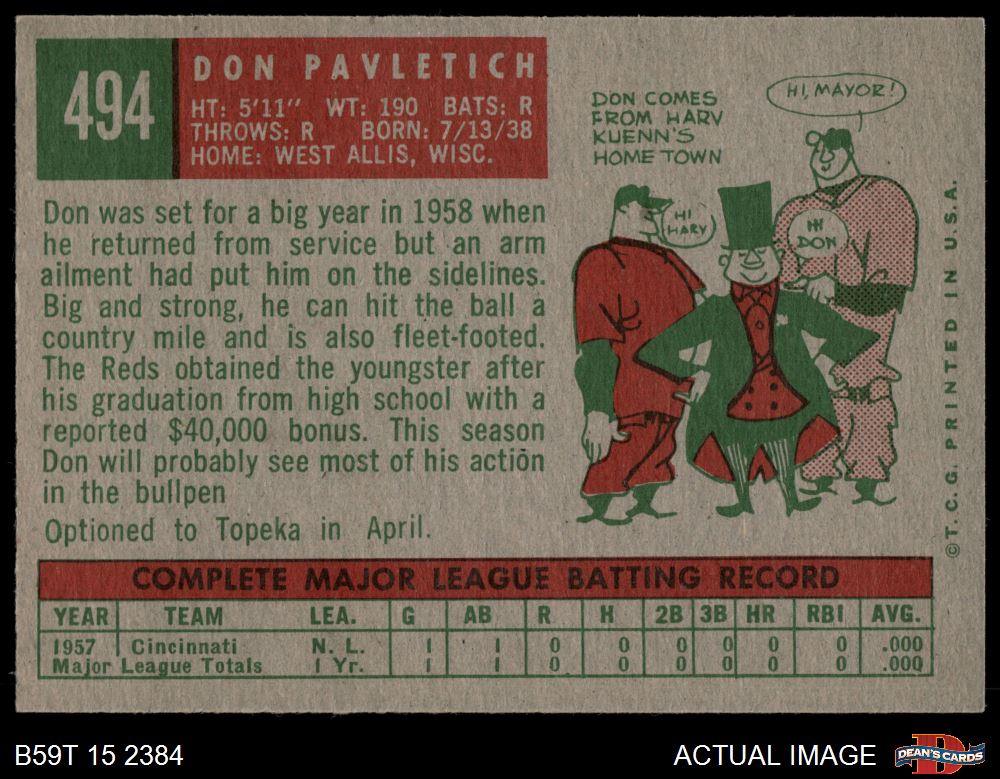 494
DON PAVLETICH
HT: 5'11" WT: 190 BATS: R
THROWS: R BORN: 7/13/38
HOME: WEST ALLIS, WISC.
DON COMES
FROM HARV
KUENN'S
HOME TOWN
HI, MAYOR!
HI
HARV
HI
DON
Don was set for a big year in 1958 when
he returned from service but an arm
ailment had put him on the sidelines.
Big and strong, he can hit the ball a
country mile and is also fleet-footed.
The Reds obtained the youngster after
his graduation from high school with a
reported $40,000 bonus. This season
Don will probably see most of his action
in the bullpen
Optioned to Topeka in April.
©T.C.G. PRINTED IN U.S.A.
COMPLETE MAJOR LEAGUE BATTING RECORD
YEAR TEAM LEA. G AB R H 2B 3B HR RBI AVG.
1957 Cincinnati N. L. 1 1 0 0 0 0 0 0 .000
Major League Totals 1 Yr. 1 1 0 0 0 0 0 0 .000
B59T 15 2384
ACTUAL IMAGE
DEAN'S CARDS